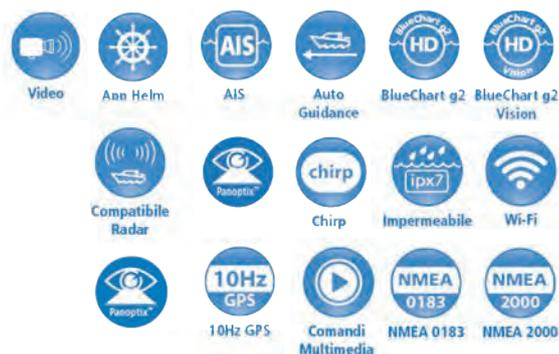 AIS
BlueChart g2
HD
BlueChart g2
HD
Vision
Video
App Helm
AIS
Auto
Guidance
BlueChart g2
BlueChart g2
Vision
Panoptix™
chirp
ipx7
Compatibile
Radar
Chirp
Impermeabile
Wi-Fi
Panoptix™
10Hz
GPS
NMEA
0183
NMEA
2000
10Hz GPS
Comandi
Multimedia
NMEA 0183
NMEA 2000